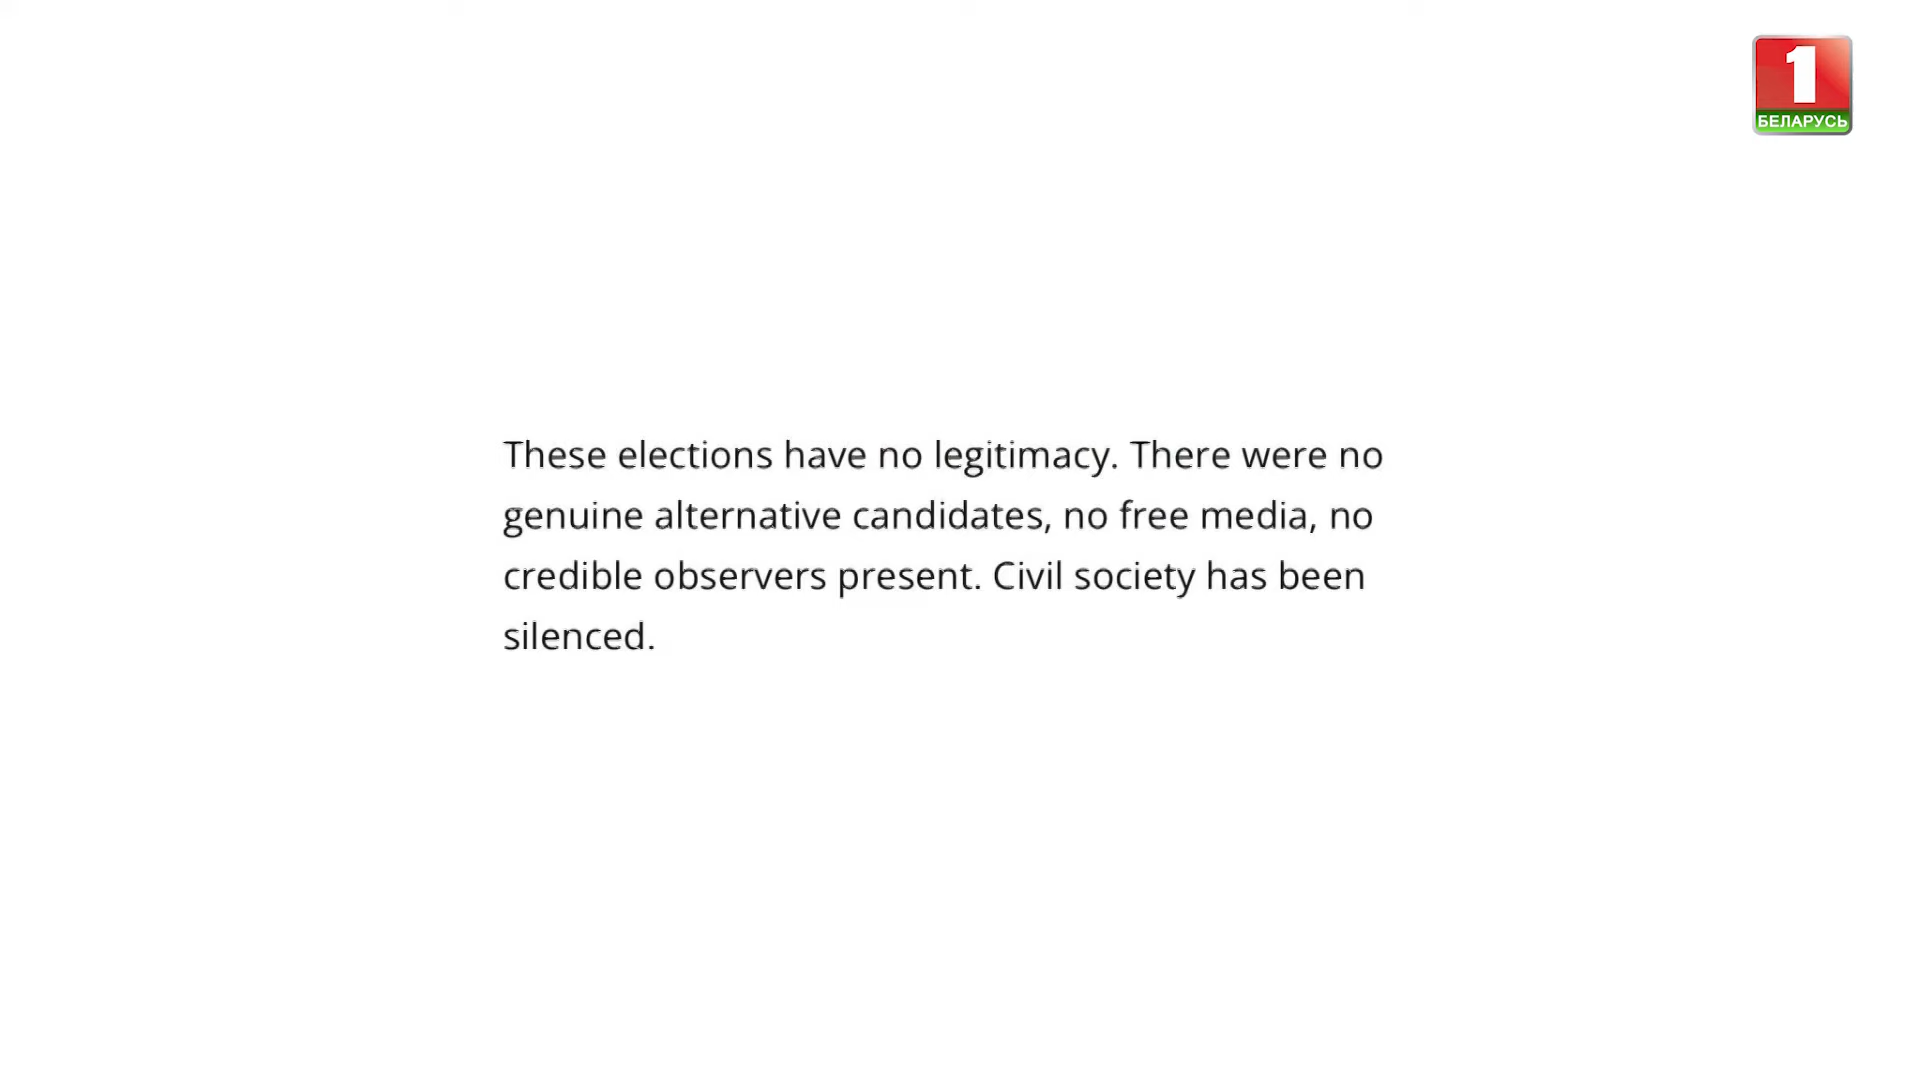 1
БЕЛАРУСЬ
These elections have no legitimacy. There were no
genuine alternative candidates, no free media, no
credible observers present. Civil society has been
silenced.